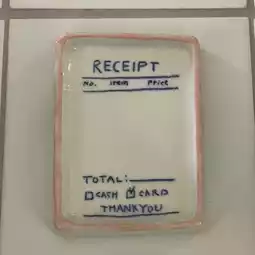 RECEIPT
No. Item Price
TOTAL:
CASH CARD
THANKYOU